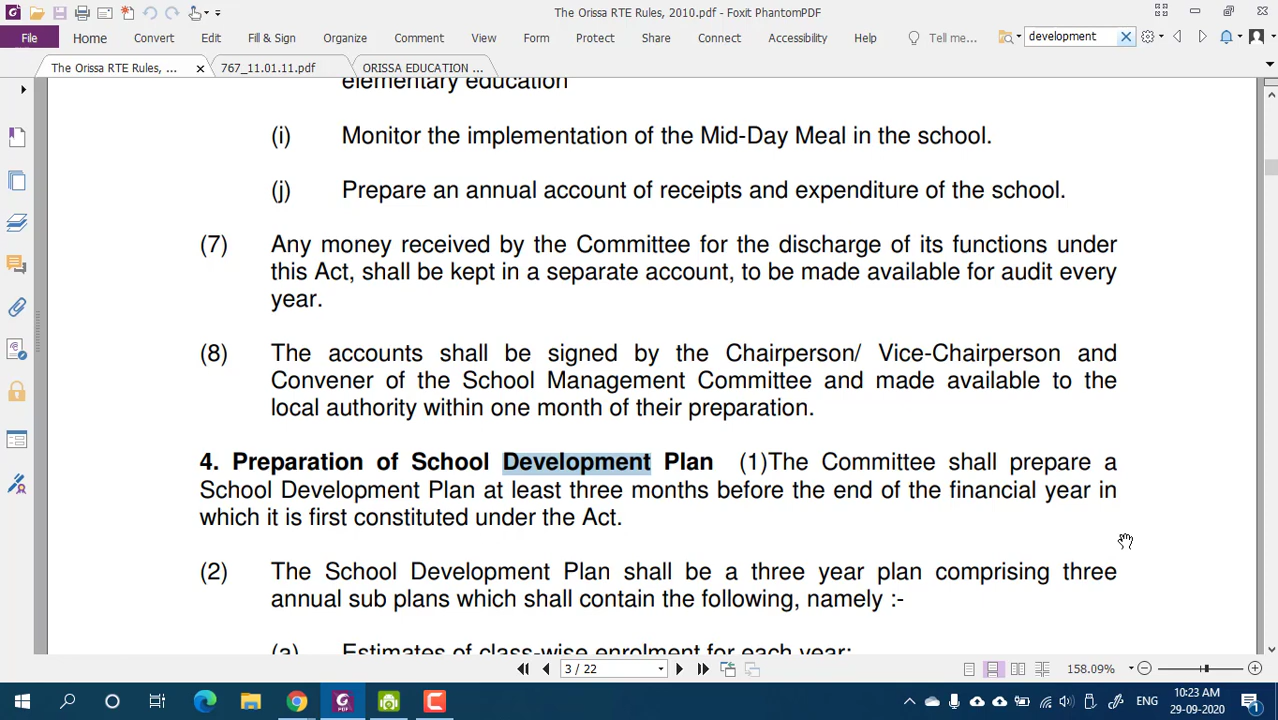 The Orissa RTE Rules, 2010.pdf - Foxit PhantomPDF
File Home Convert Edit Fill & Sign Organize Comment View Form Protect Share Connect Accessibility Help Tell me... development
The Orissa RTE Rules, ... 767_11.01.11.pdf ORISSA EDUCATION ...
elementary education
(i) Monitor the implementation of the Mid-Day Meal in the school.
(j) Prepare an annual account of receipts and expenditure of the school.
(7) Any money received by the Committee for the discharge of its functions under
this Act, shall be kept in a separate account, to be made available for audit every
year.
(8) The accounts shall be signed by the Chairperson/ Vice-Chairperson and
Convener of the School Management Committee and made available to the
local authority within one month of their preparation.
4. Preparation of School Development Plan (1)The Committee shall prepare a
School Development Plan at least three months before the end of the financial year in
which it is first constituted under the Act.
(2) The School Development Plan shall be a three year plan comprising three
annual sub plans which shall contain the following, namely :-
(a) Estimates of class-wise enrolment for each year;
3 / 22 158.09%
ENG 10:23 AM
29-09-2020